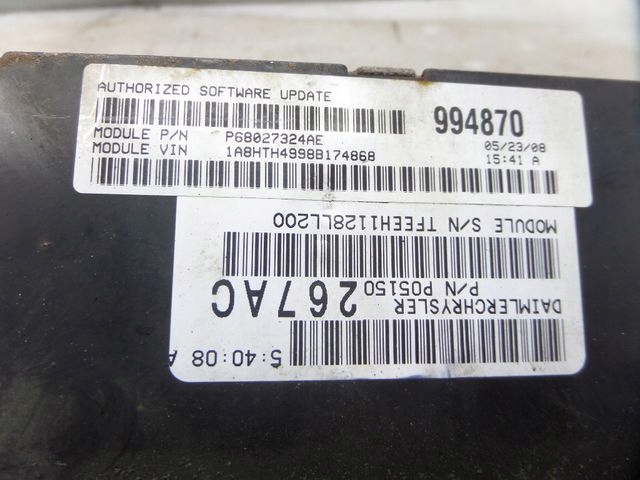 AUTHORIZED SOFTWARE UPDATE
994870
MODULE P/N P68027324AE
05/23/08
MODULE VIN 1A8HTH4998B174868
15:41 A
DAIMLERCHRYSLER
P/N P05150 267AC
MODULE S/N TFEEH1128LL200
5:40:08 A